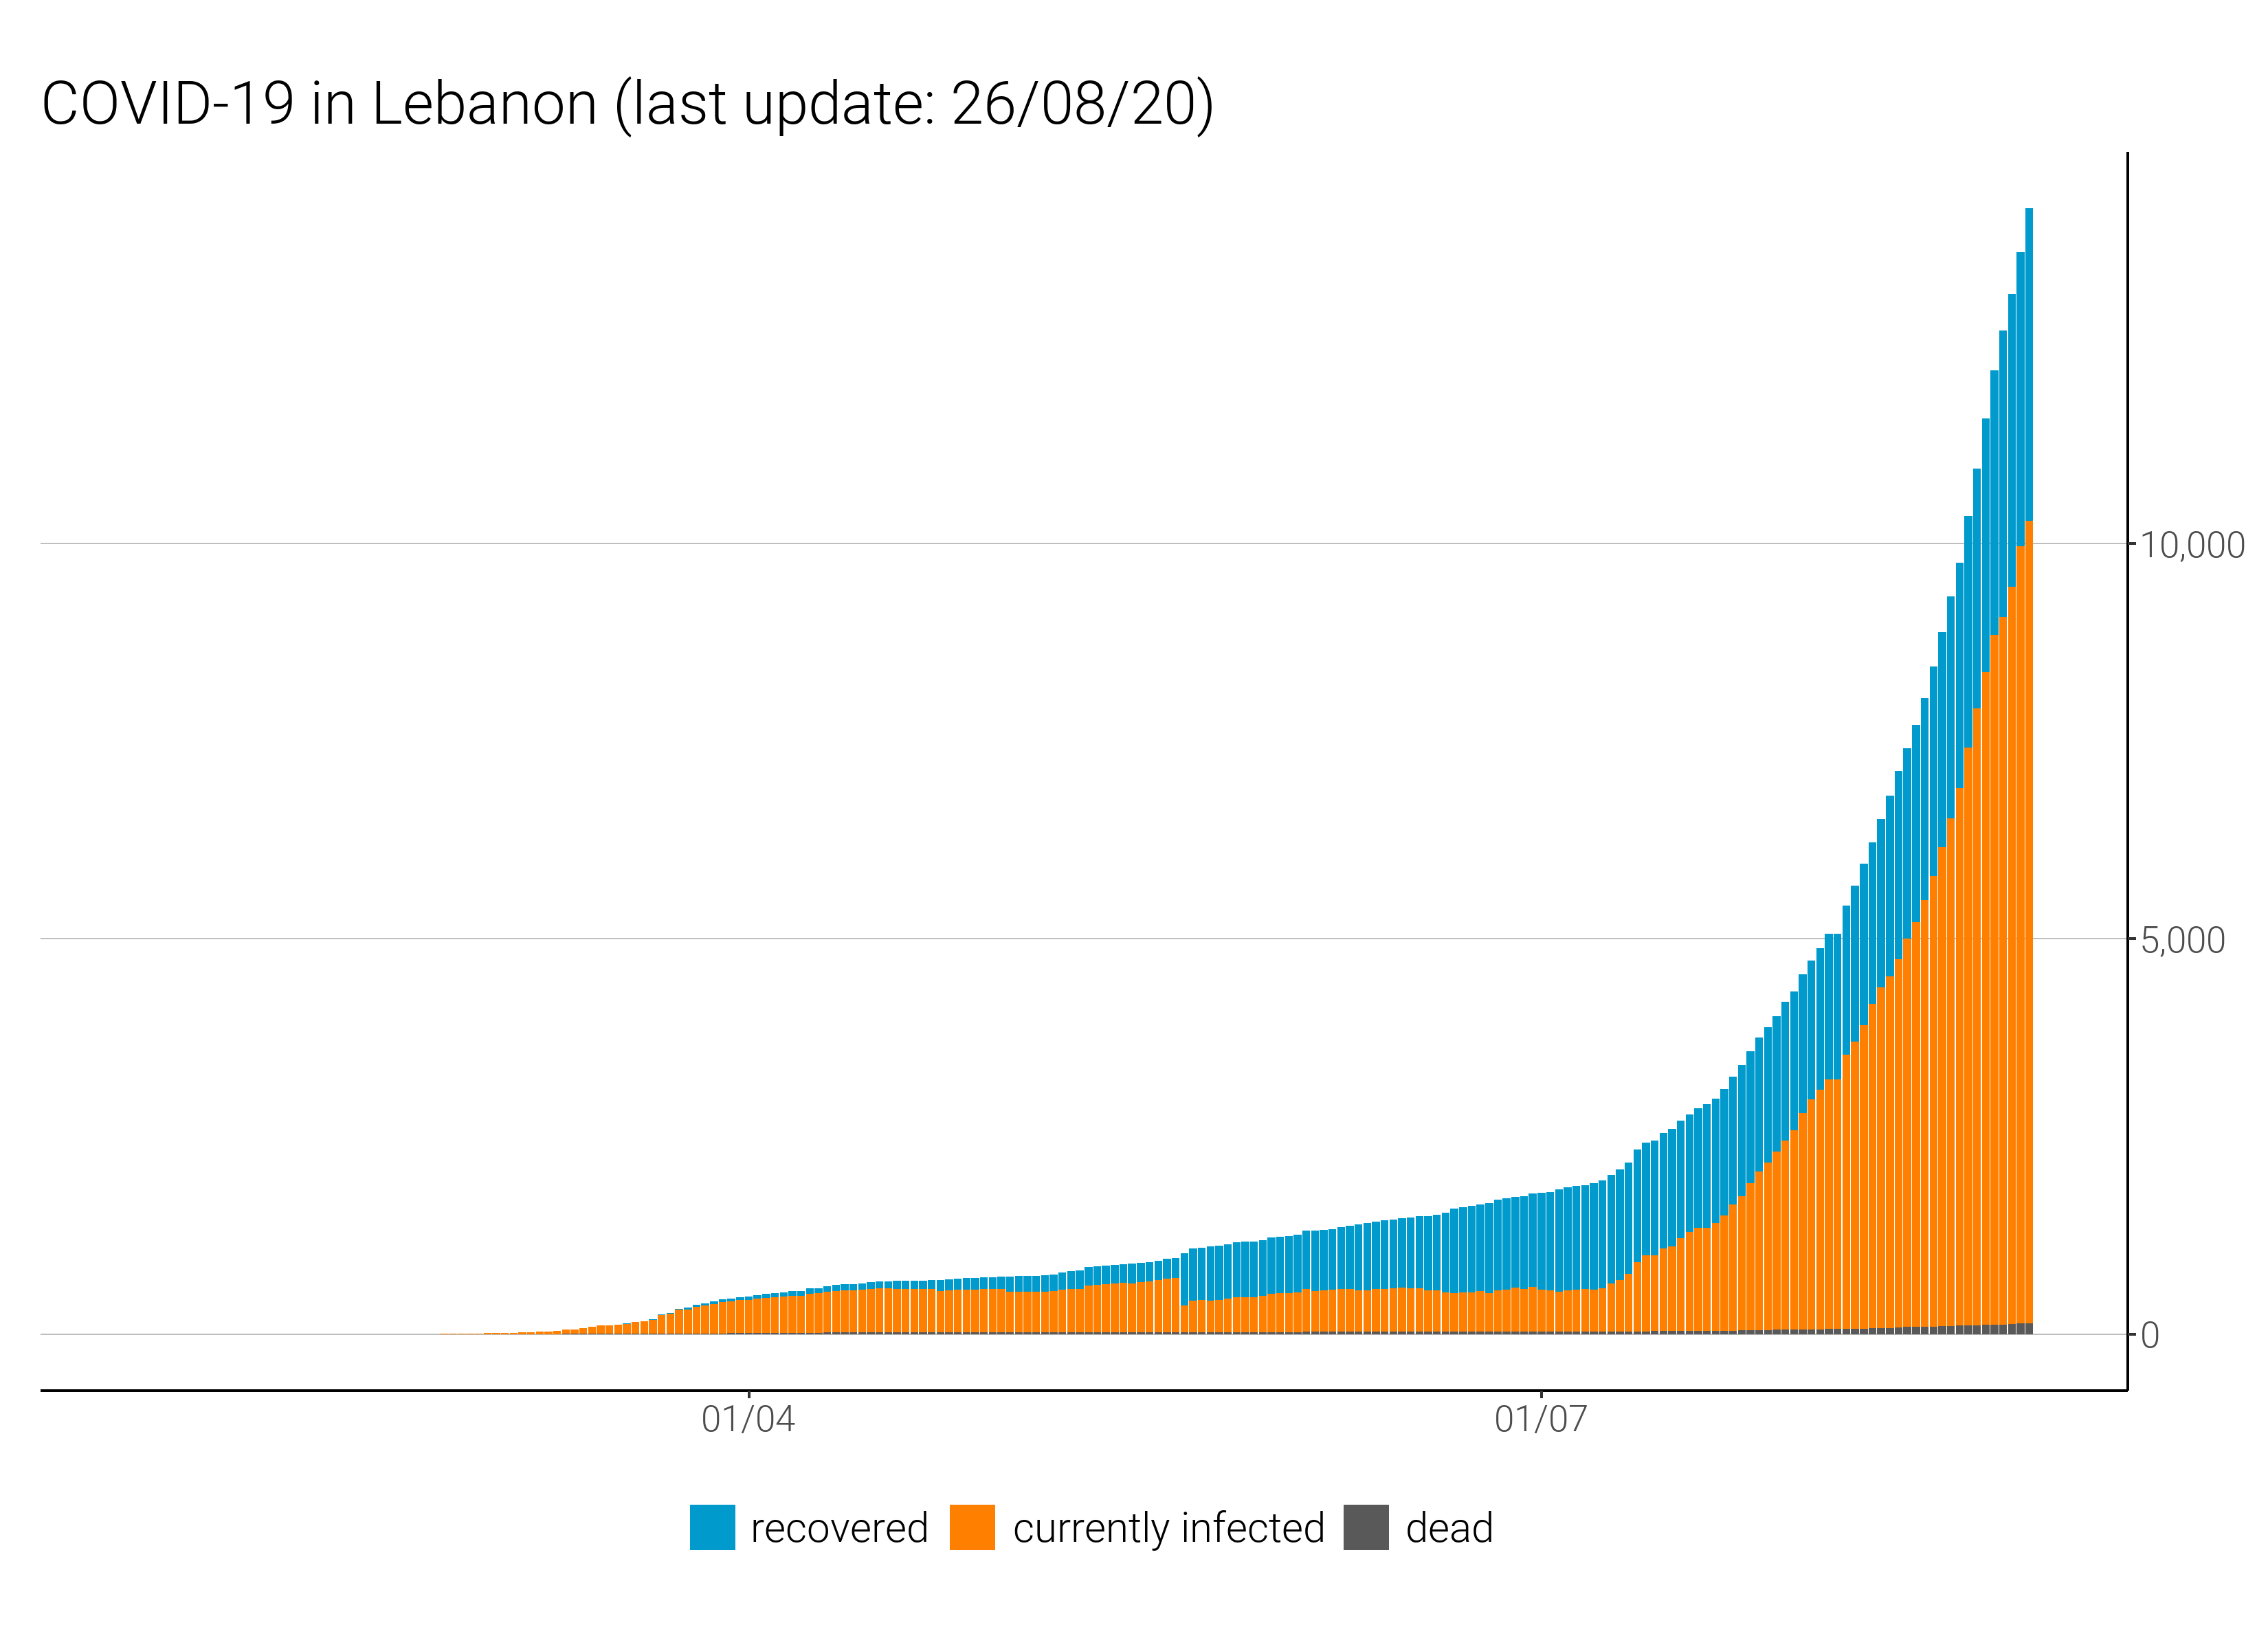 COVID-19 in Lebanon (last update: 26/08/20)
10,000
5,000
0
01/04 01/07
recovered currently infected dead